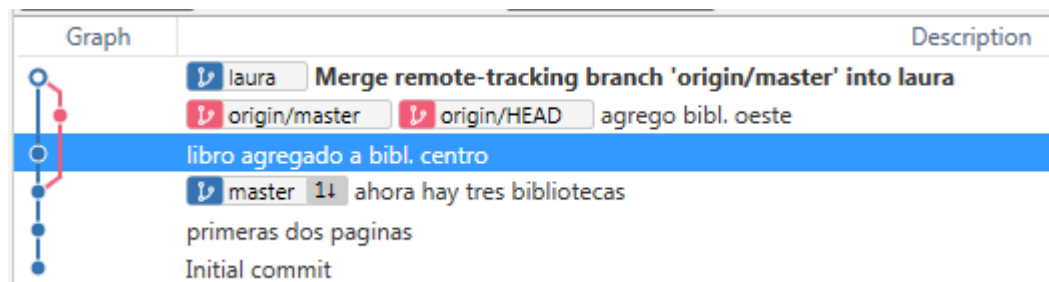 Graph Description
laura Merge remote-tracking branch 'origin/master' into laura
origin/master origin/HEAD agrego bibl. oeste
libro agregado a bibl. centro
master 1↓ ahora hay tres bibliotecas
primeras dos paginas
Initial commit